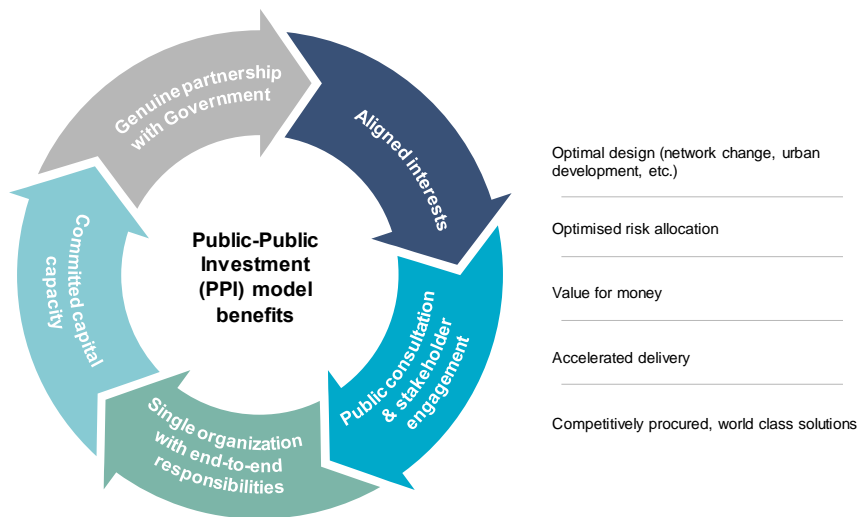 Genuine partnership
with Government
Aligned interests
Public consultation
& stakeholder
engagement
Single organization
with end-to-end
responsibilities
Committed capital
capacity
Public-Public
Investment
(PPI) model
benefits
Optimal design (network change, urban
development, etc.)
Optimised risk allocation
Value for money
Accelerated delivery
Competitively procured, world class solutions